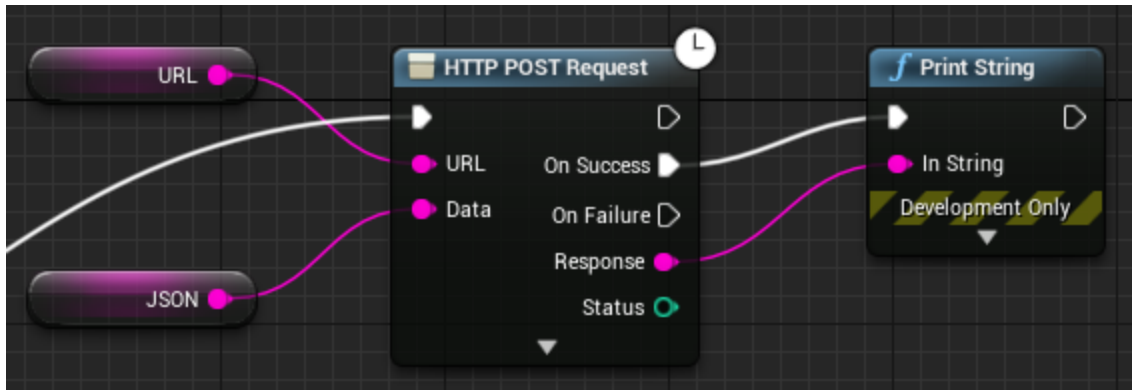 URL
HTTP POST Request
Print String
URL
On Success
In String
Data
On Failure
Development Only
Response
JSON
Status